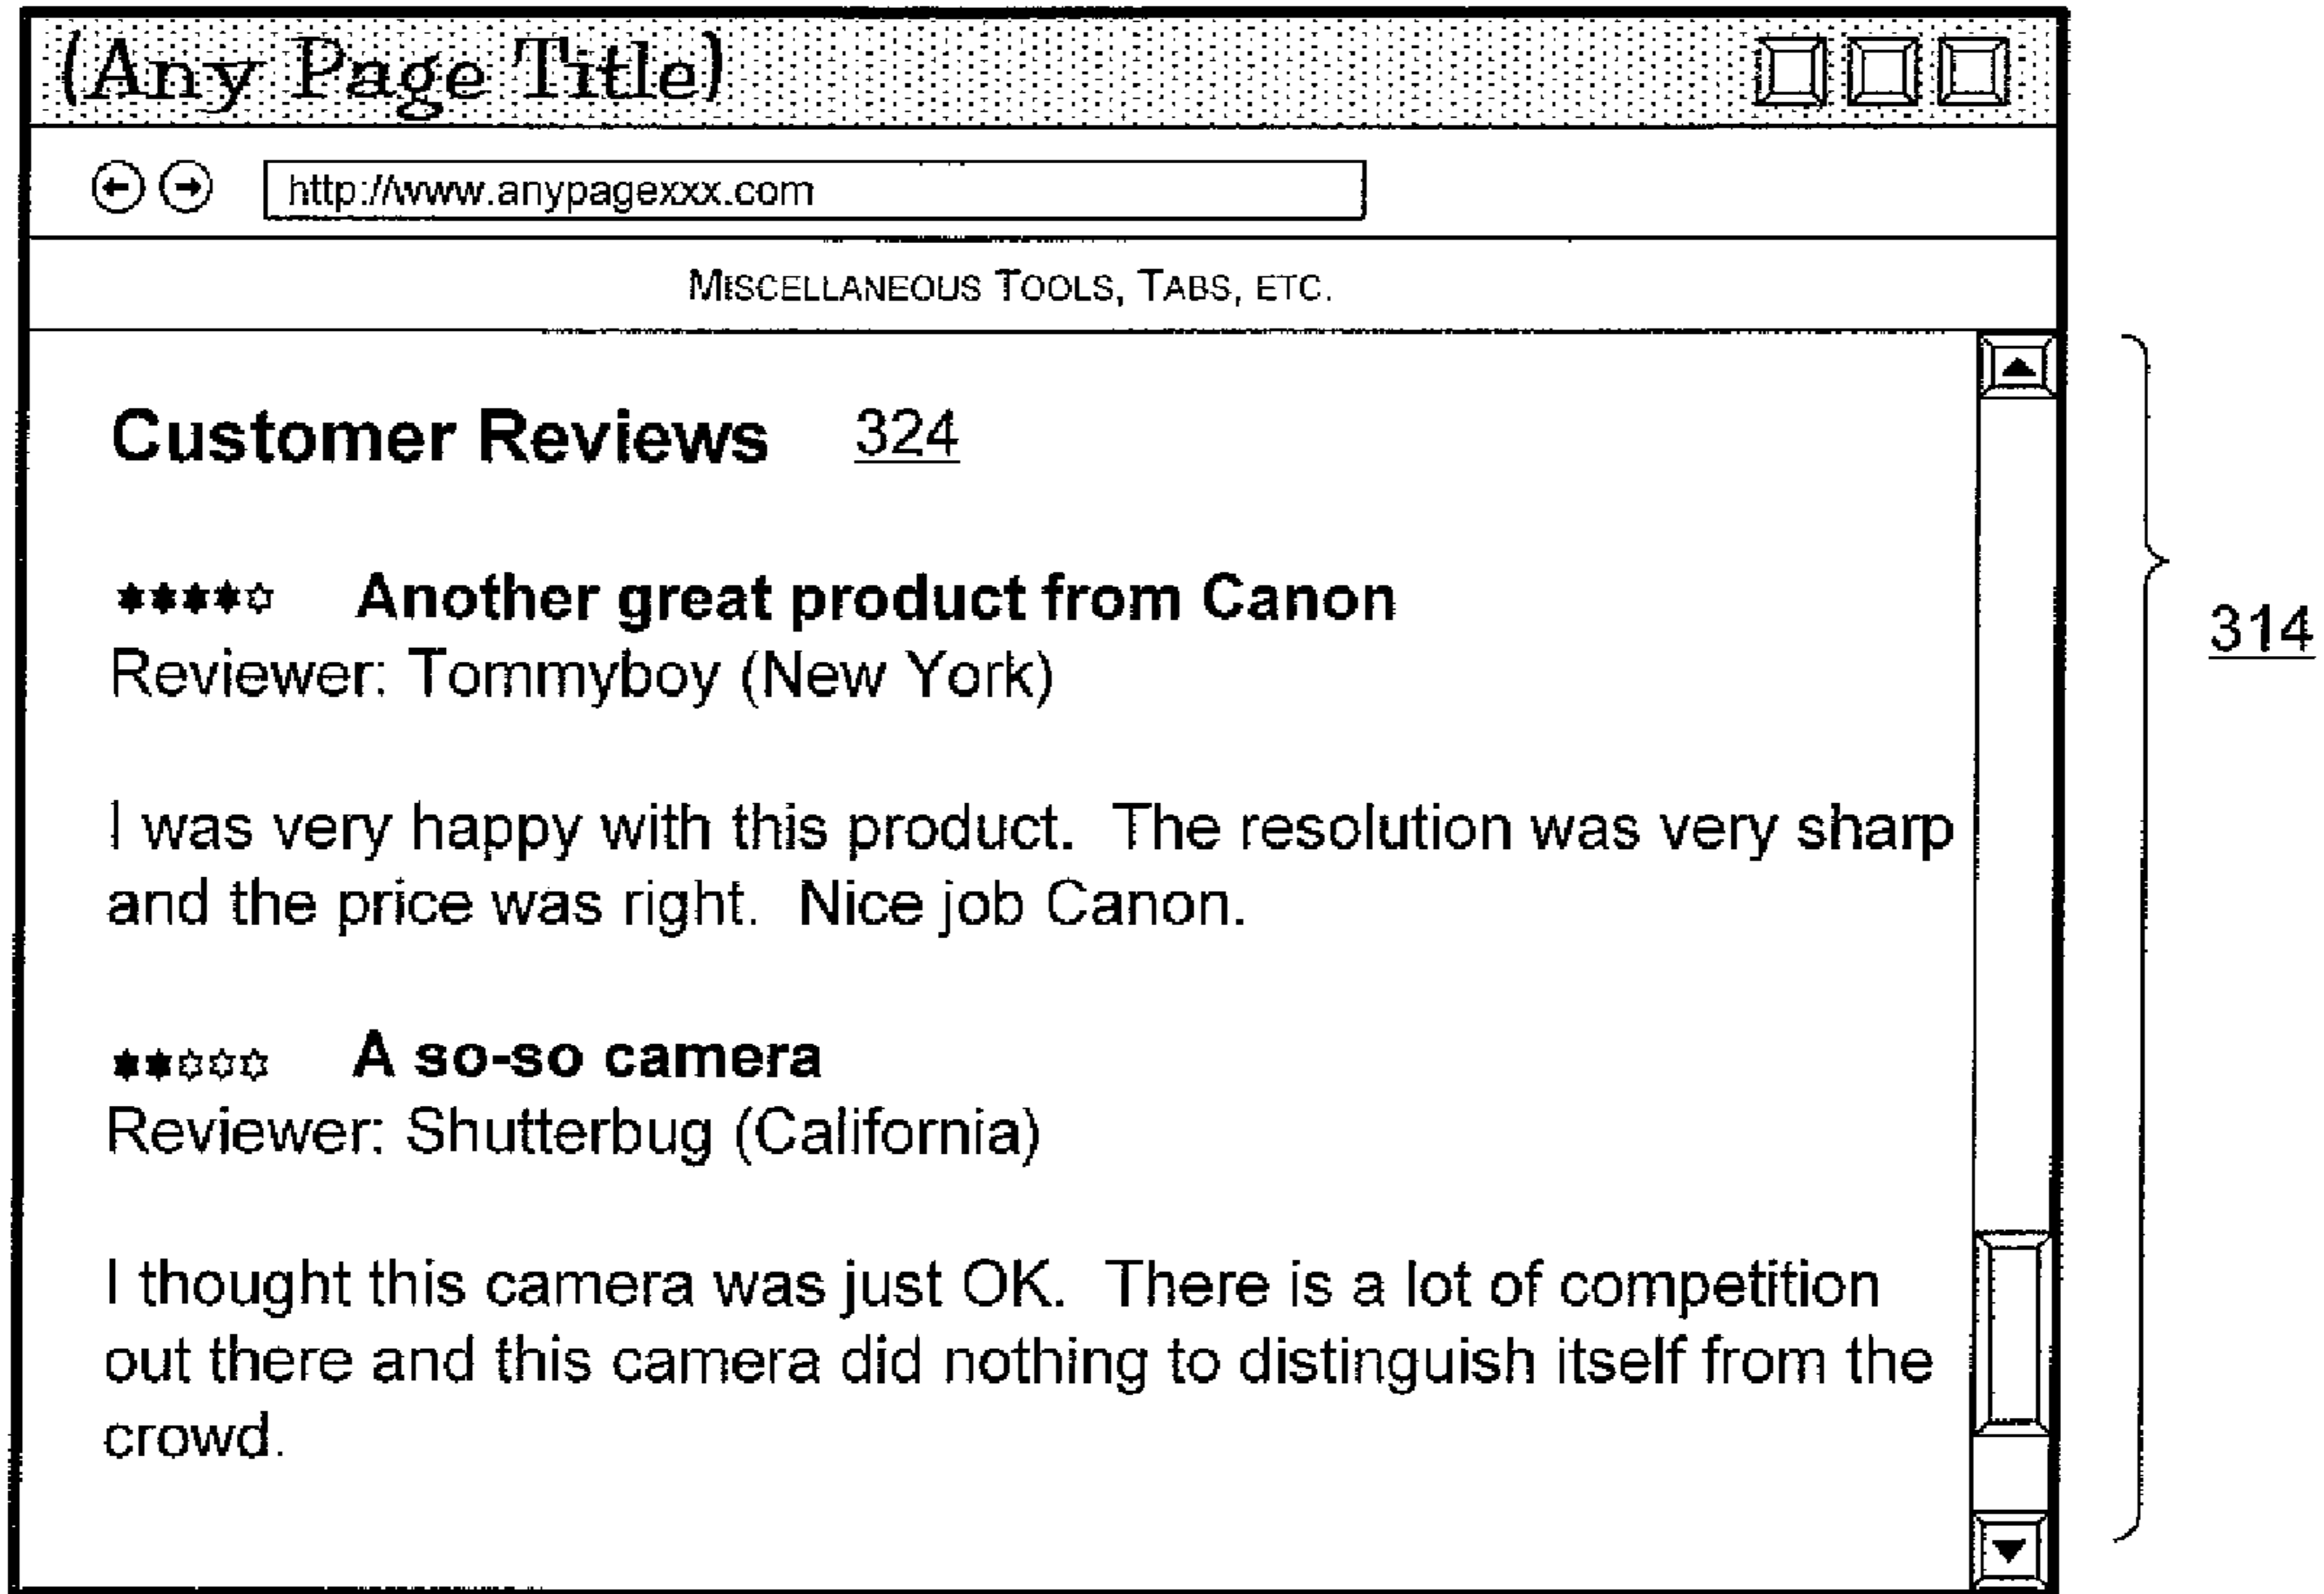 (Any Page Title)
http://www.anypagexxx.com
MISCELLANEOUS TOOLS, TABS, ETC.
Customer Reviews 324
Another great product from Canon
Reviewer: Tommyboy (New York)
314
I was very happy with this product. The resolution was very sharp
and the price was right. Nice job Canon.
A so-so camera
Reviewer: Shutterbug (California)
I thought this camera was just OK. There is a lot of competition
out there and this camera did nothing to distinguish itself from the
crowd.